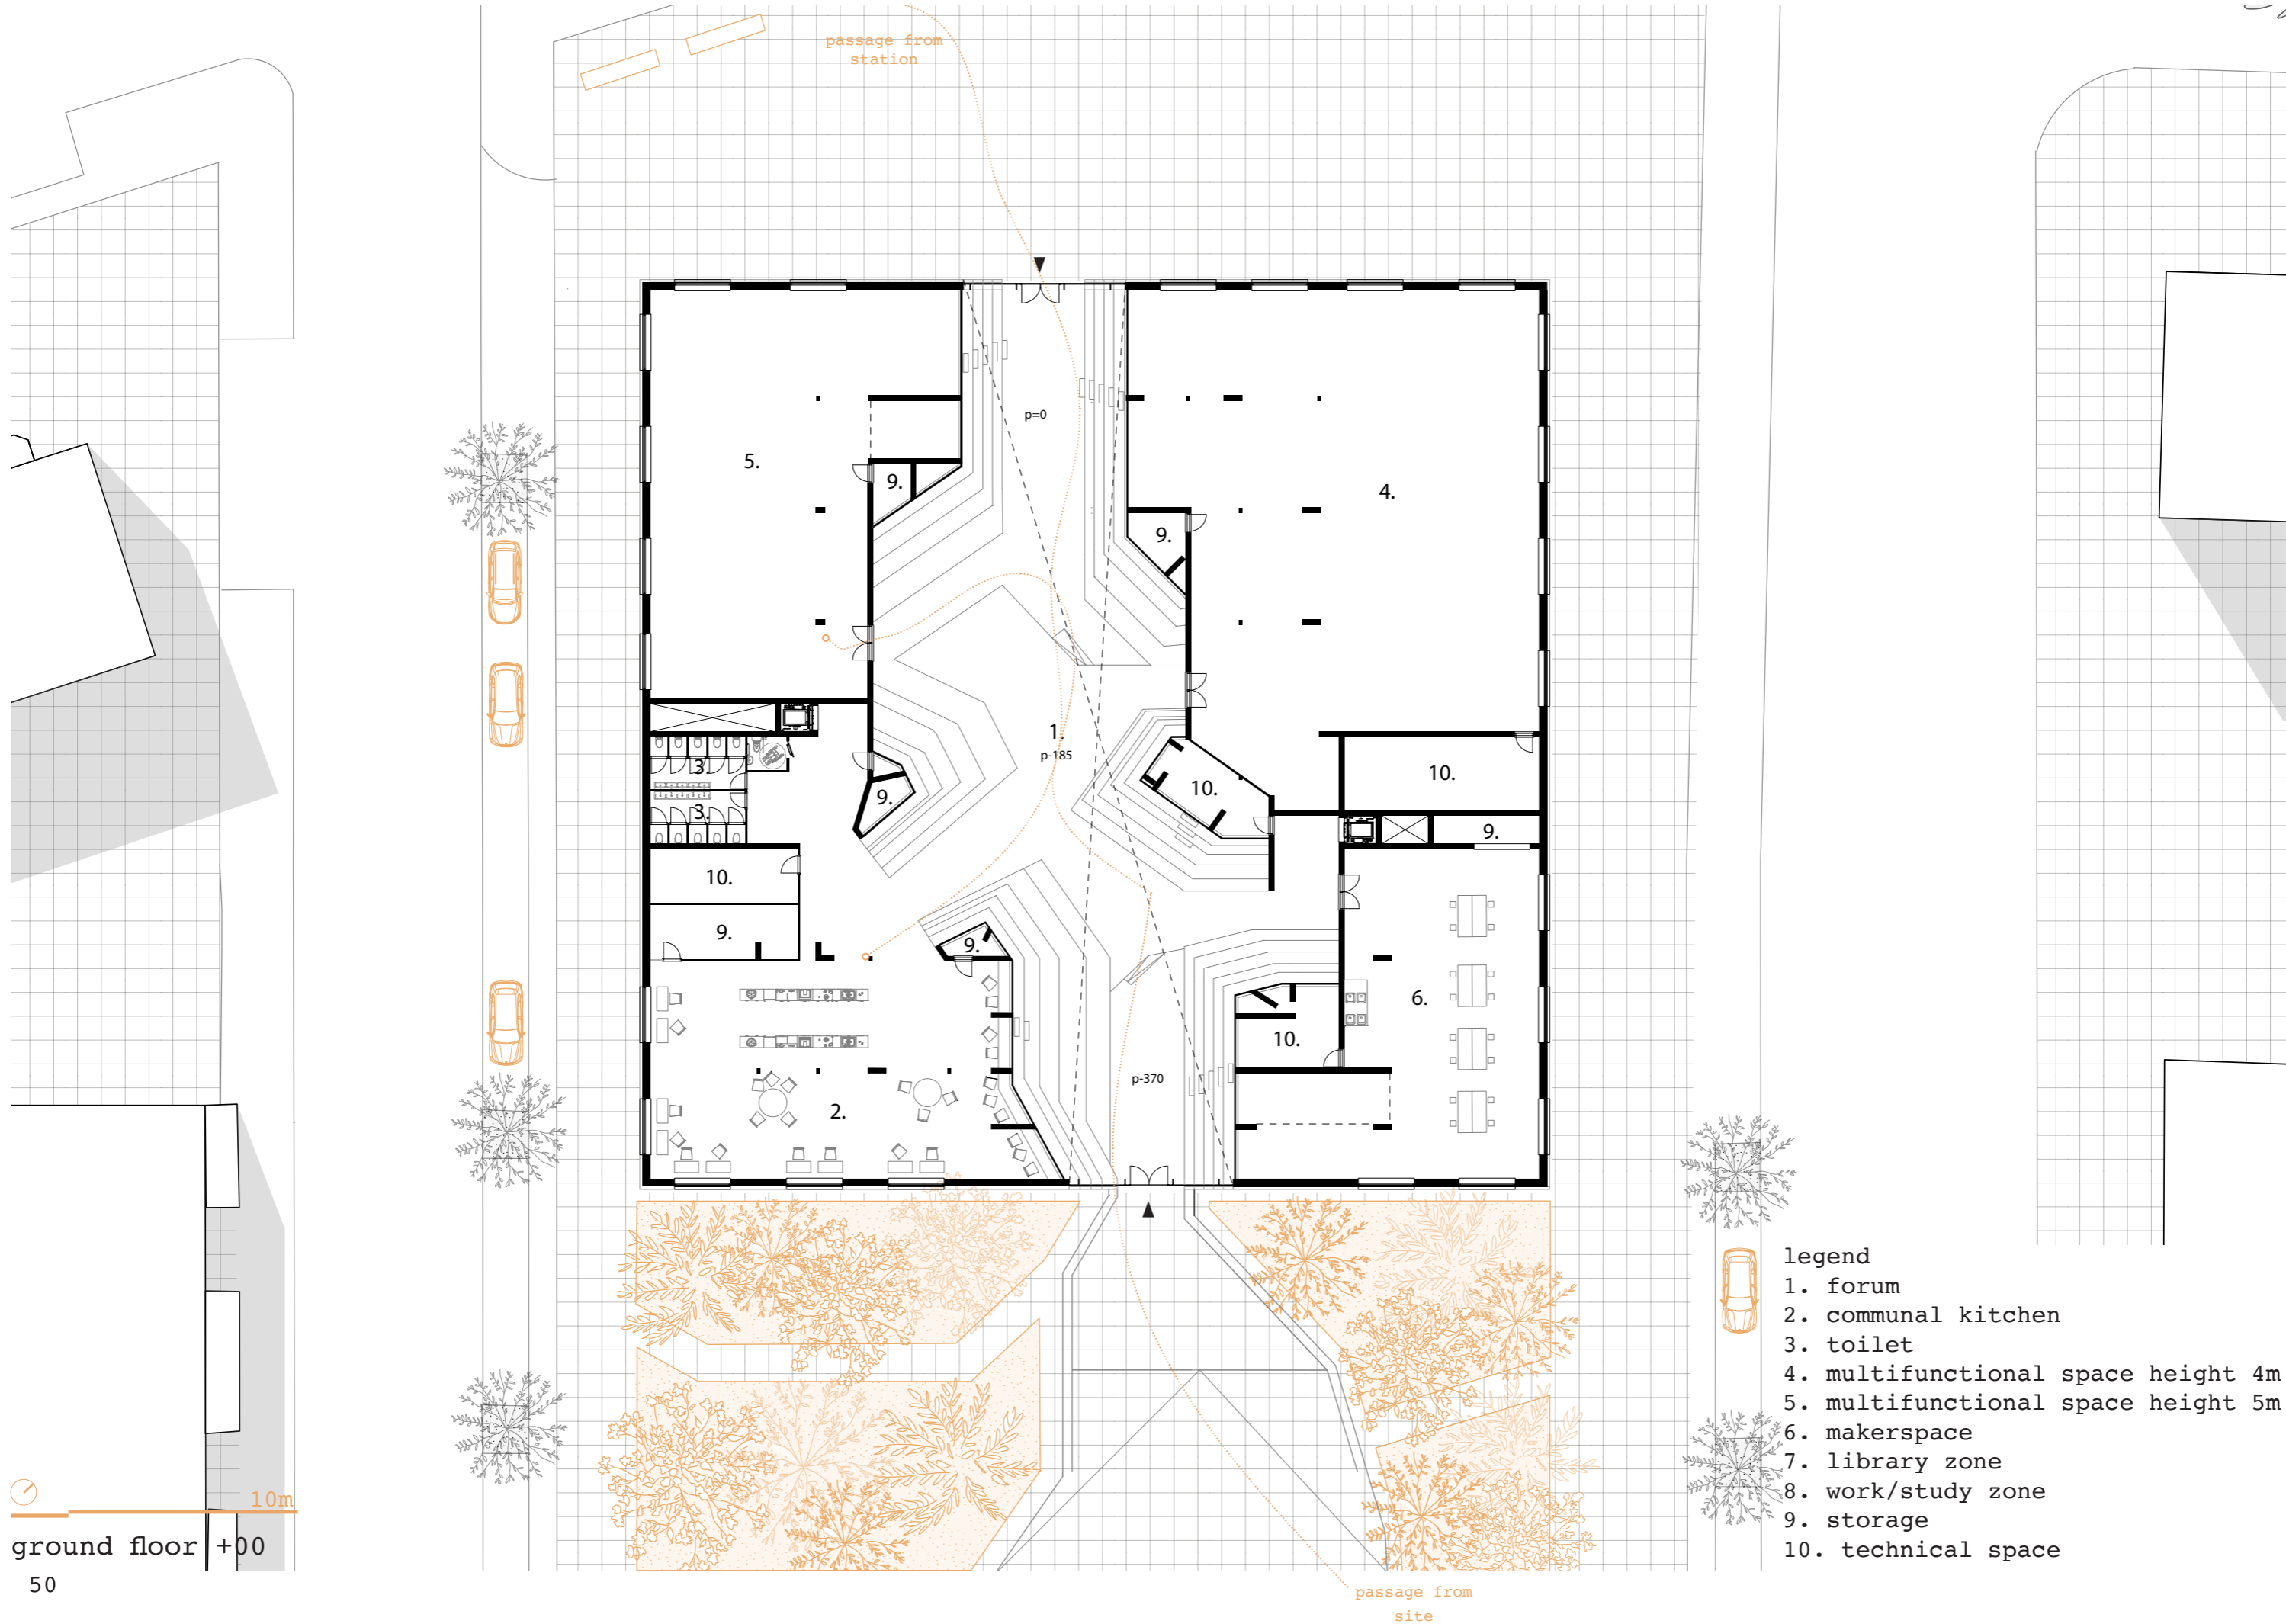 passage from
station
p=0
5.
9.
4.
9.
1.
p-185
3.
10.
10.
9.
3.
9.
10.
9.
9.
6.
10.
p-370
2.
legend
1. forum
2. communal kitchen
3. toilet
4. multifunctional space height 4m
5. multifunctional space height 5m
6. makerspace
7. library zone
8. work/study zone
9. storage
10. technical space
10m
ground floor +00
50
passage from
site